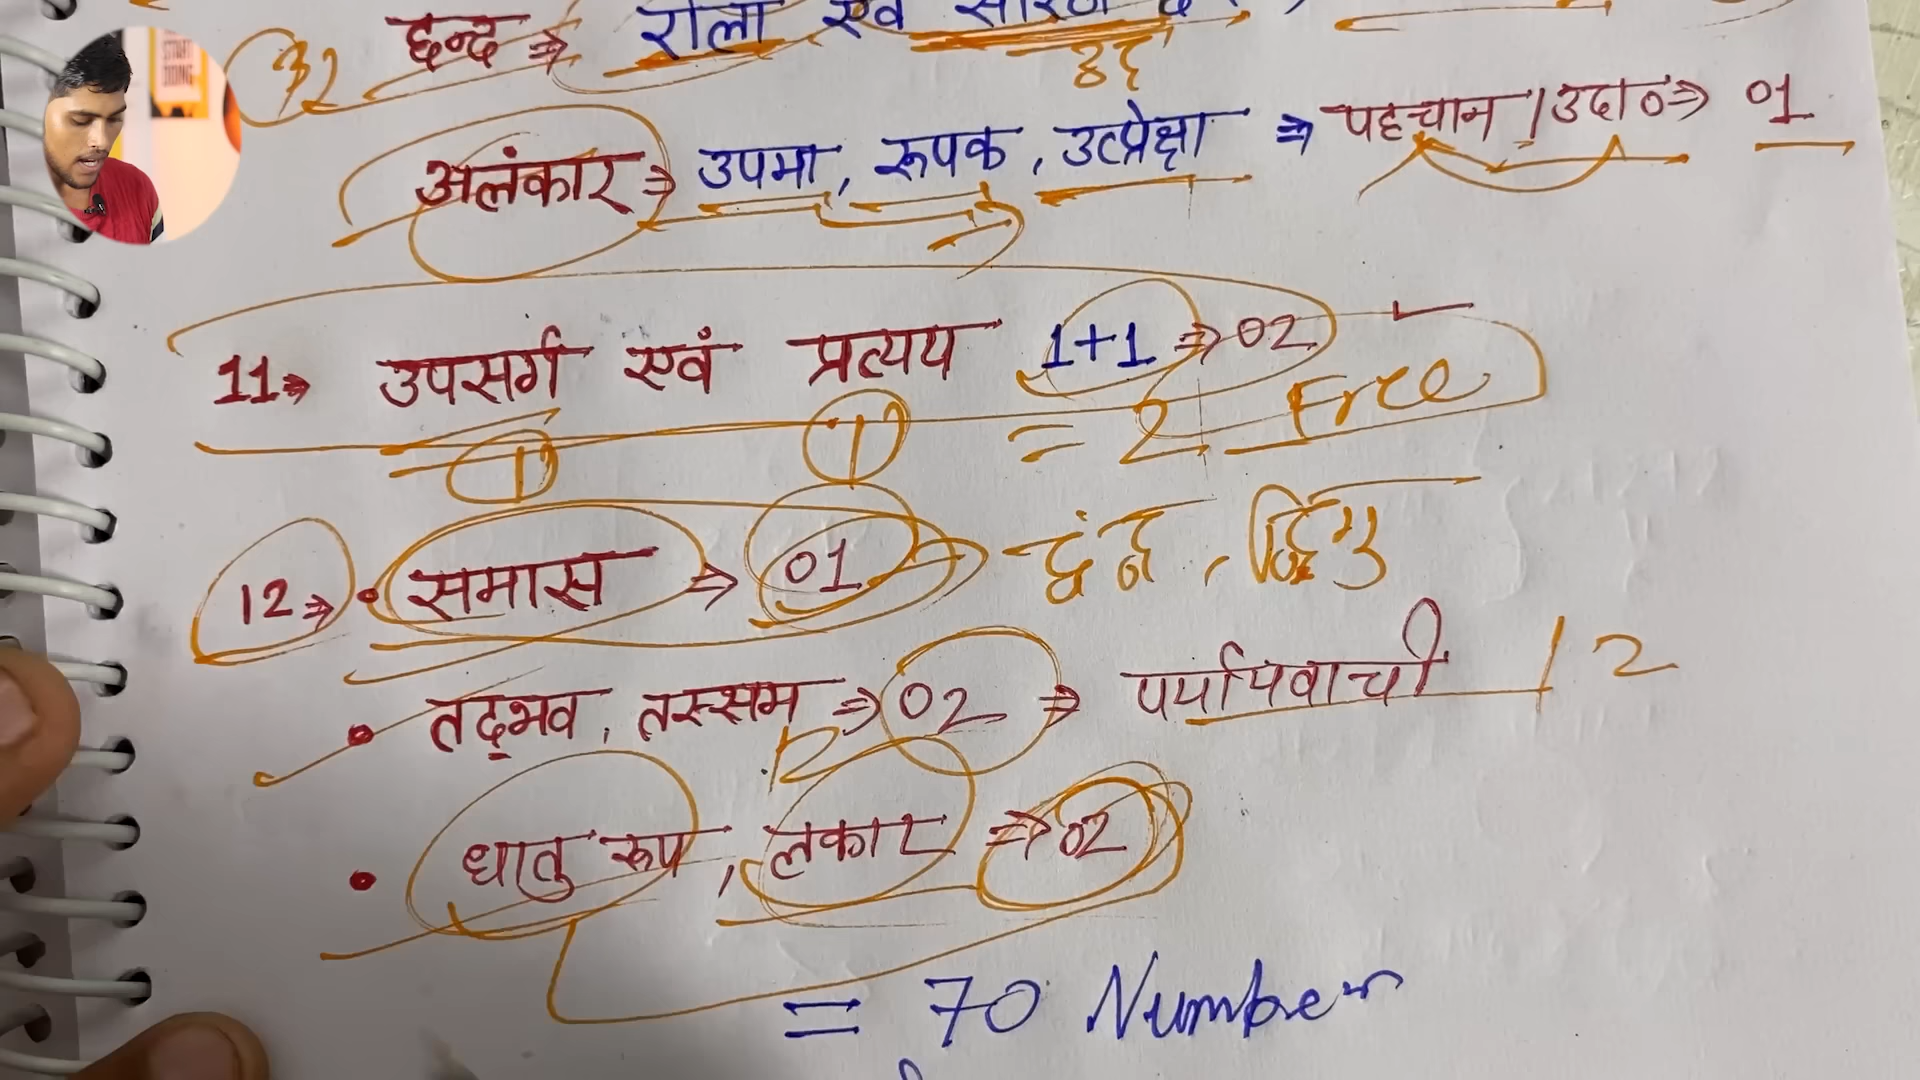 छन्द ⇒ रोला एवं सोरठा
अलंकार ⇒ उपमा, रूपक, उत्प्रेक्षा ⇒ पहचान / उदा० ⇒ 01
11⇒ उपसर्ग एवं प्रत्यय 1+1 ⇒ 02
1 1 = 2 Free
12⇒ • समास ⇒ 01 द्वंद्व, द्विगु
• तद्‌भव, तत्सम ⇒ 02 ⇒ पर्यायवाची / 2
• धातु रूप, लकार ⇒ 02
= 70 Number